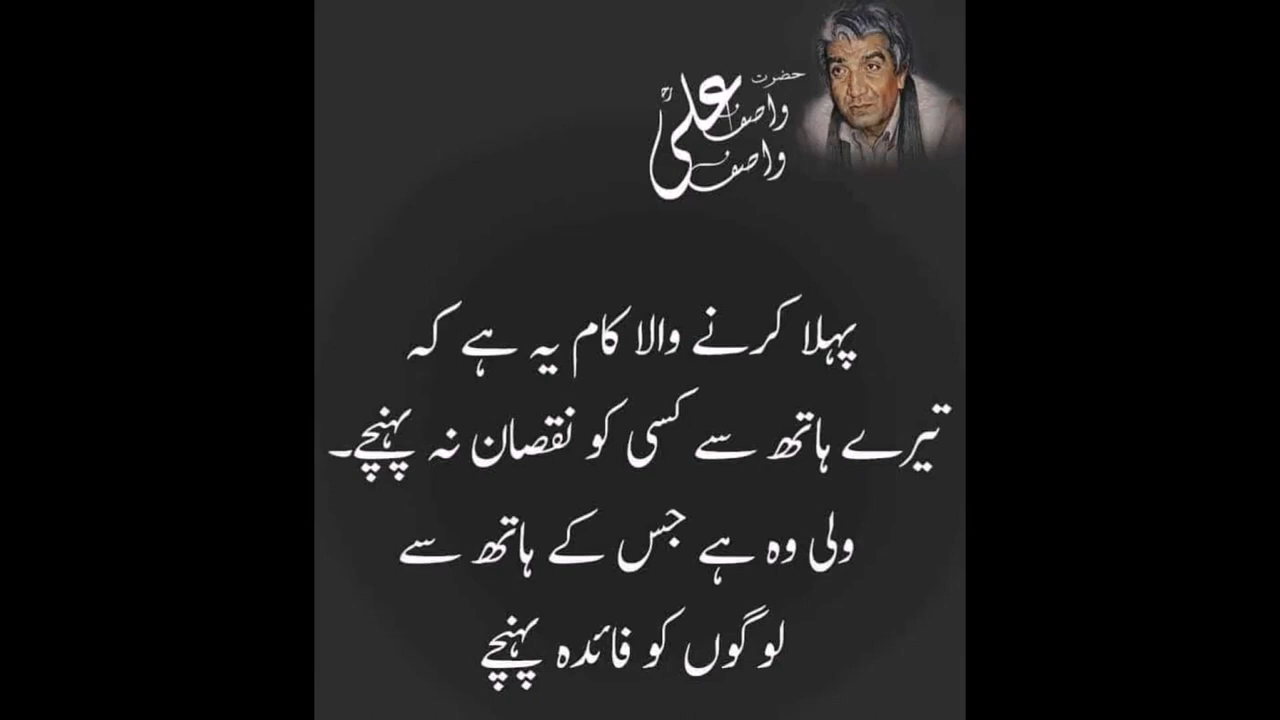 حضرت
واصف علیؒ
واصف
پہلا کرنے والا کام یہ ہے کہ
تیرے ہاتھ سے کسی کو نقصان نہ پہنچے۔
ولی وہ ہے جس کے ہاتھ سے
لوگوں کو فائدہ پہنچے